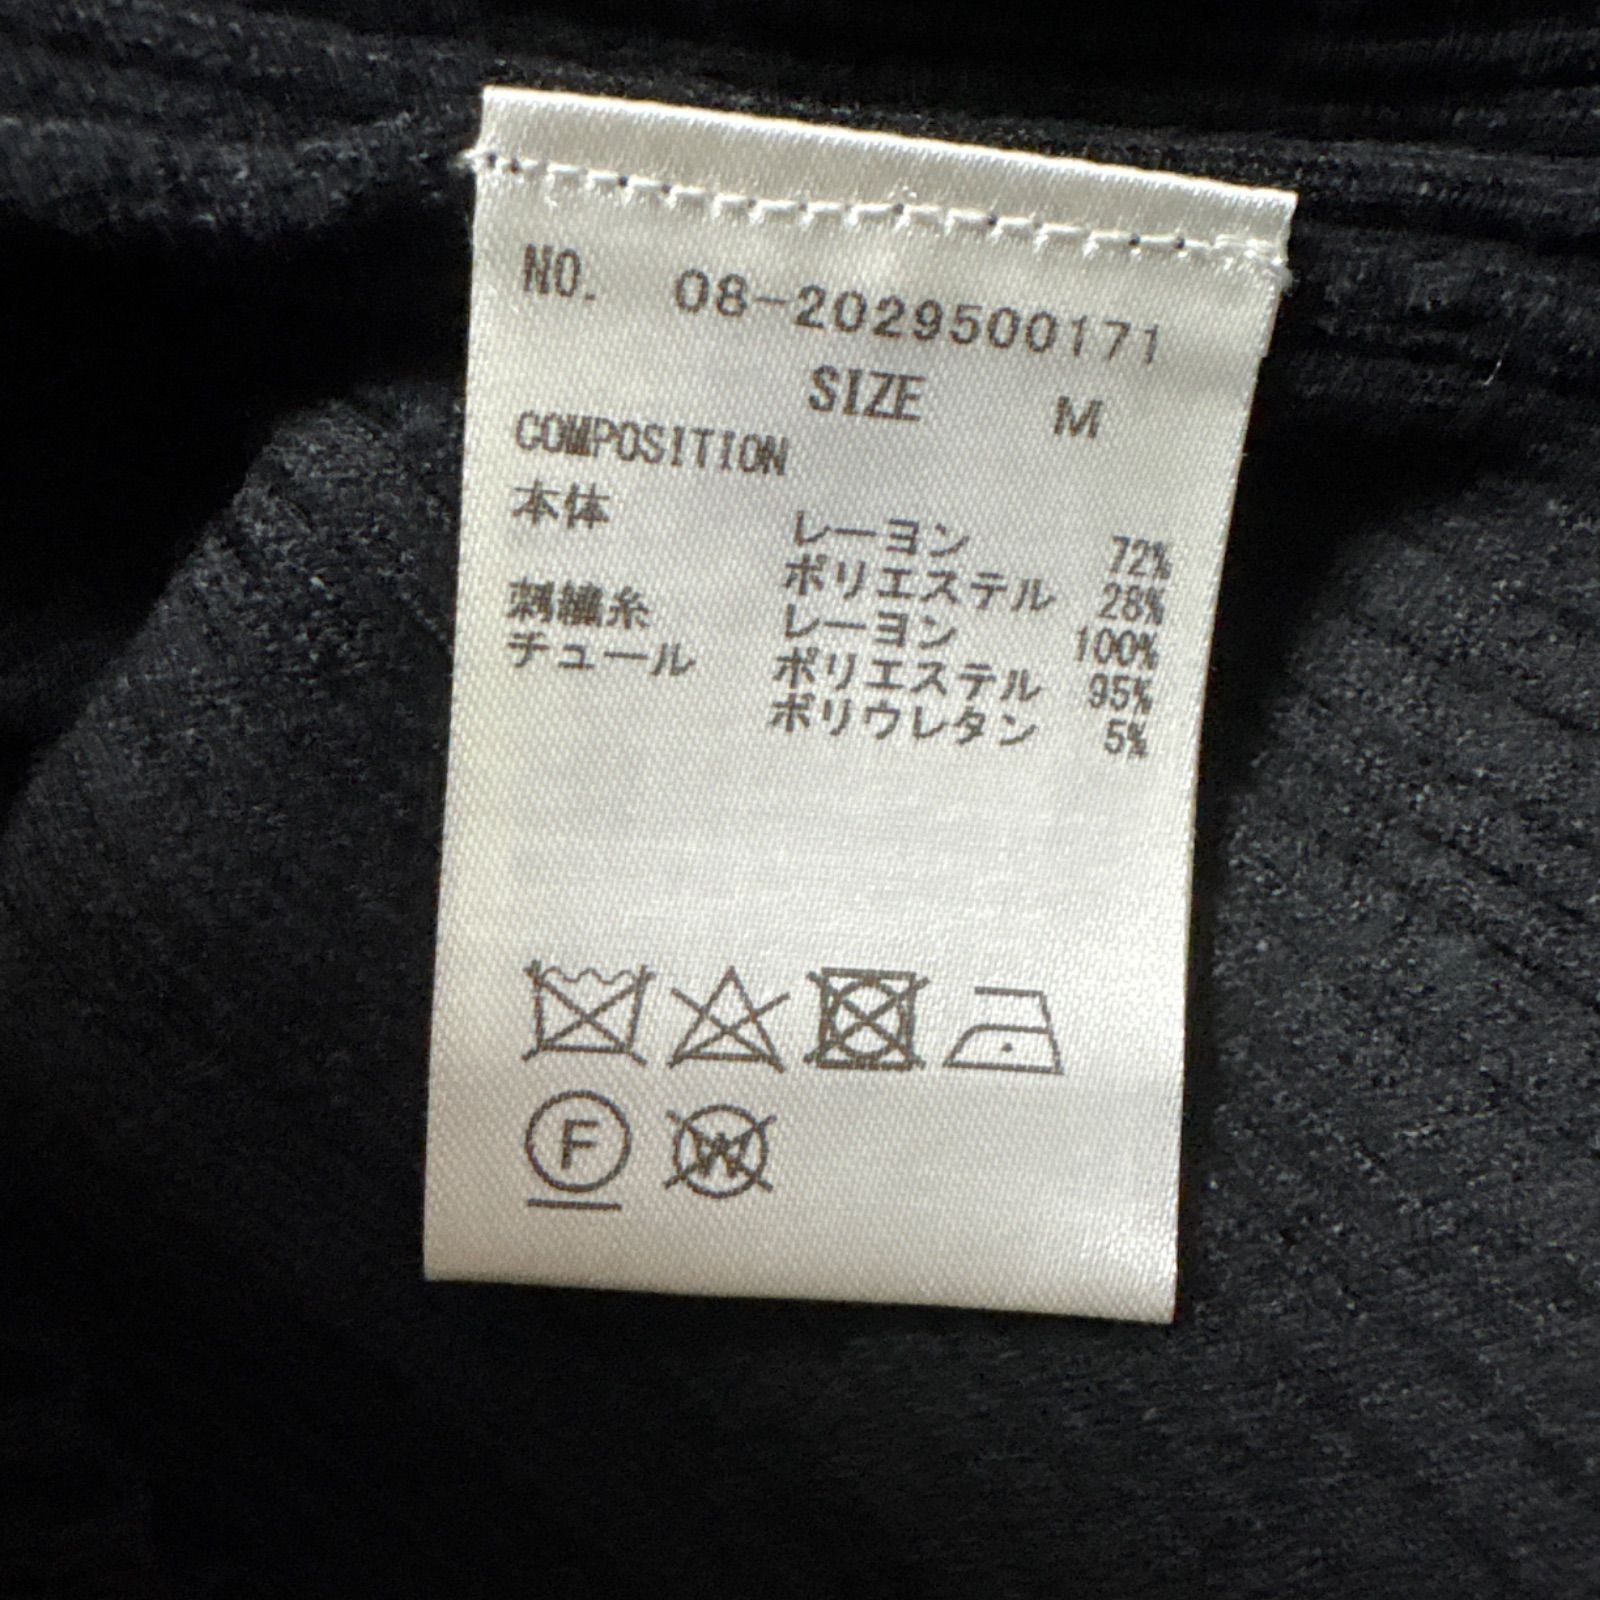 NO. 08-2029500171
SIZE M
COMPOSITION
本体 レーヨン 72%
ポリエステル 28%
刺繍糸 レーヨン 100%
チュール ポリエステル 95%
ポリウレタン 5%
F W